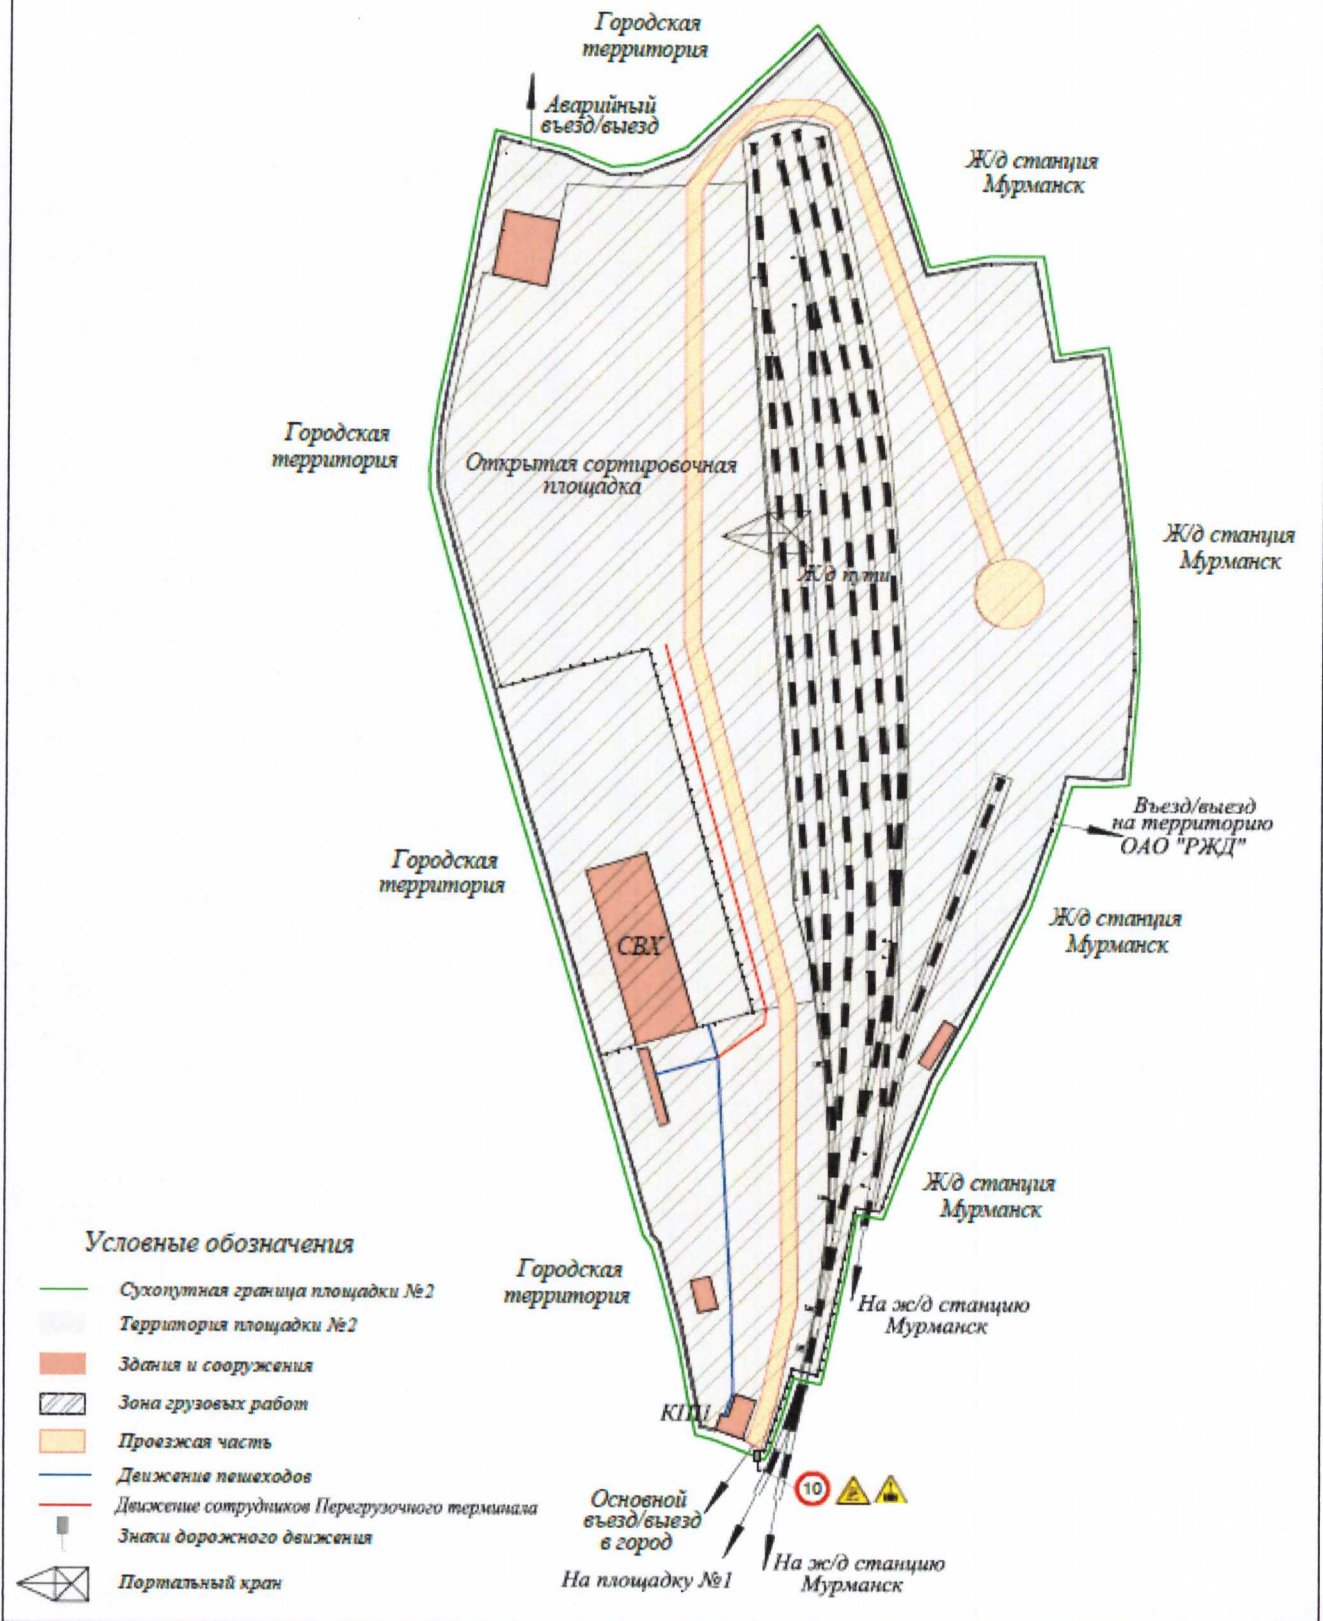 Городская
территория
Аварийный
въезд/выезд
Ж/д станция
Мурманск
Городская
территория
Открытая сортировочная
площадка
Ж/д станция
Мурманск
Ж/д пути
Въезд/выезд
на территорию
ОАО "РЖД"
Городская
территория
Ж/д станция
Мурманск
СВХ
Ж/д станция
Мурманск
Городская
территория
На ж/д станцию
Мурманск
КПП
10
Основной
въезд/выезд
в город
На площадку №1
На ж/д станцию
Мурманск
Условные обозначения
Сухопутная граница площадки №2
Территория площадки №2
Здания и сооружения
Зона грузовых работ
Проезжая часть
Движение пешеходов
Движение сотрудников Перегрузочного терминала
Знаки дорожного движения
Портальный кран